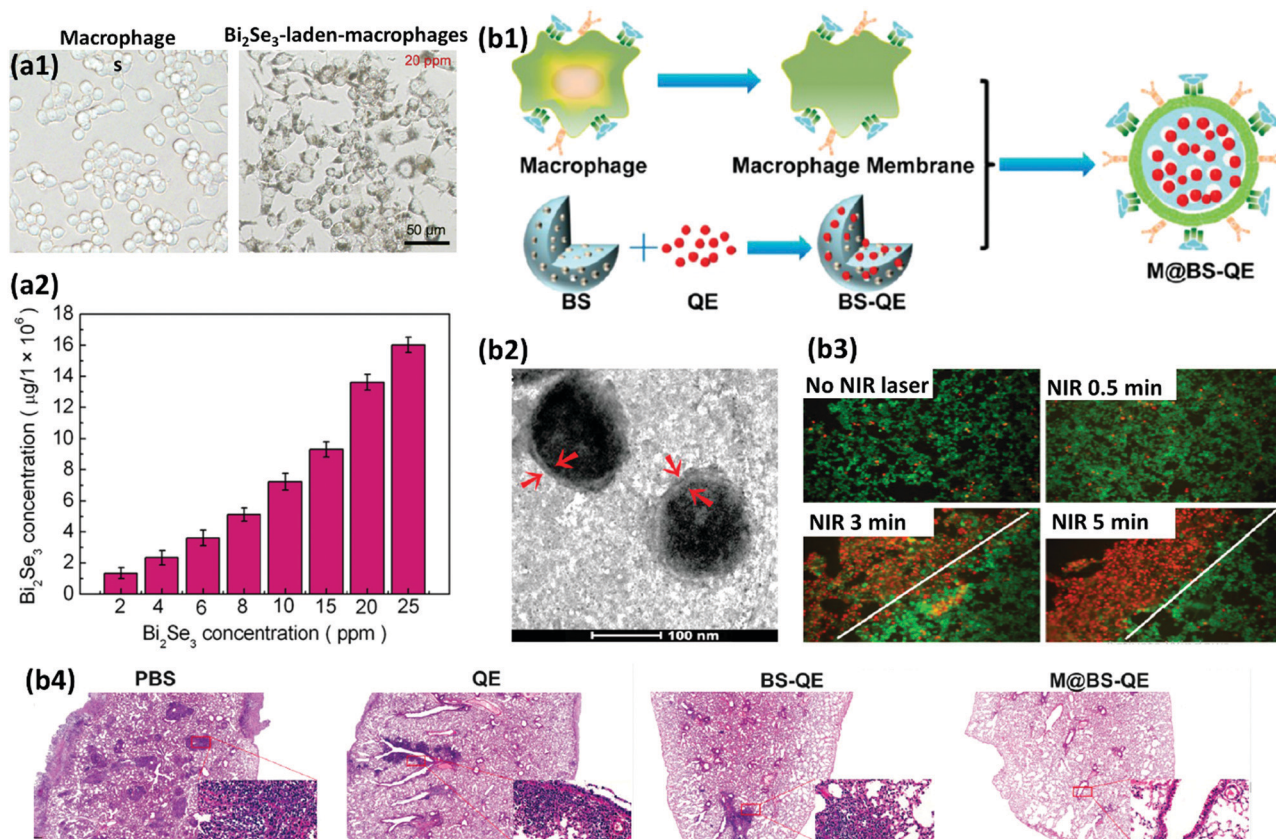 (a1)
Macrophage
s
Bi₂Se₃-laden-macrophages
20 ppm
50 μm
(a2)
Bi₂Se₃ concentration ( μg/1 × 10⁶ )
18
16
14
12
10
8
6
4
2
0
2 4 6 8 10 15 20 25
Bi₂Se₃ concentration ( ppm )
(b1)
Macrophage
Macrophage Membrane
BS
QE
BS-QE
M@BS-QE
(b2)
100 nm
(b3)
No NIR laser
NIR 0.5 min
NIR 3 min
NIR 5 min
(b4)
PBS
QE
BS-QE
M@BS-QE